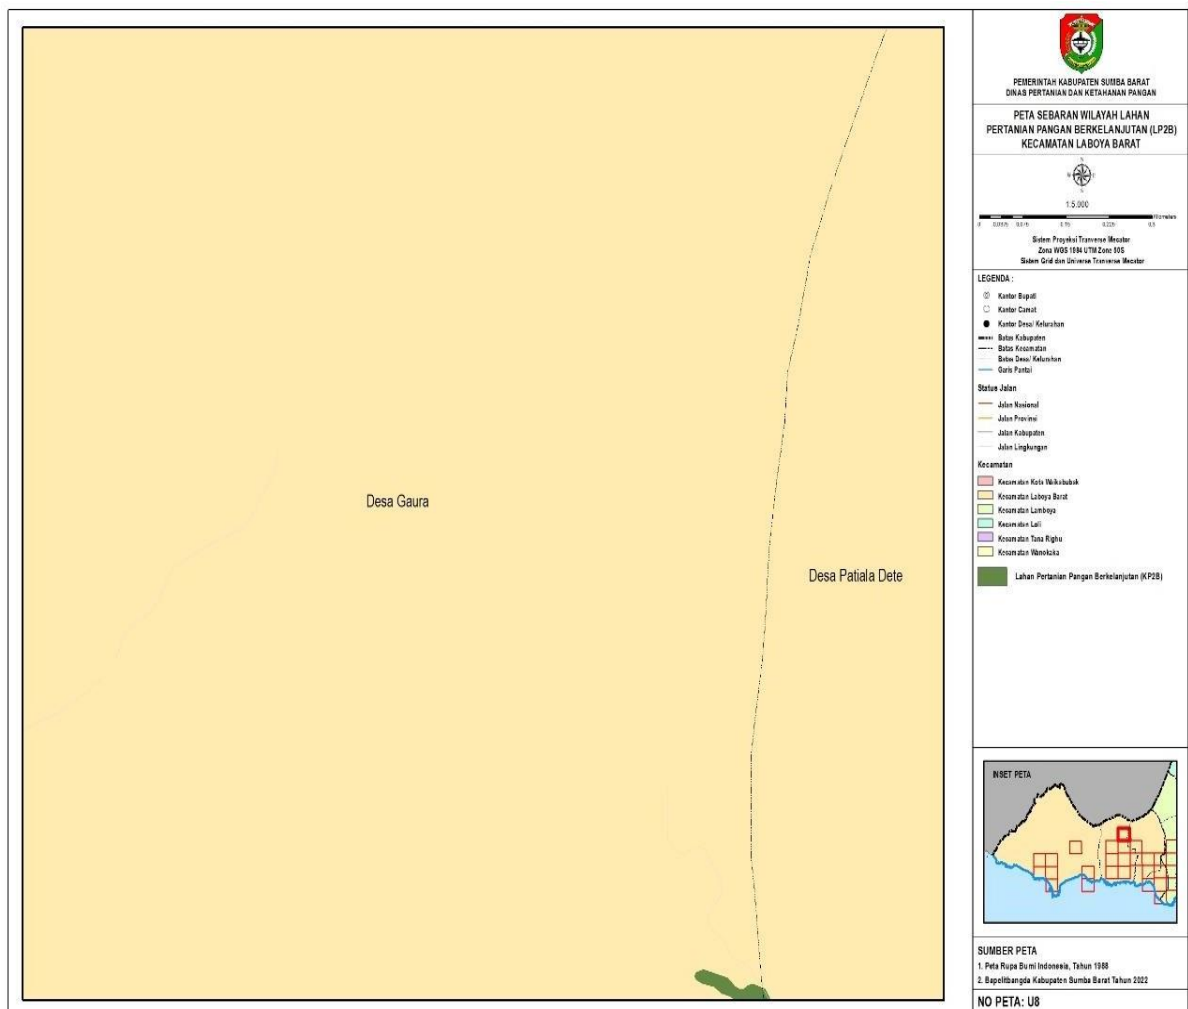 Desa Gaura
Desa Patiala Dete
PEMERINTAH KABUPATEN SUMBA BARAT
DINAS PERTANIAN DAN KETAHANAN PANGAN
PETA SEBARAN WILAYAH LAHAN
PERTANIAN PANGAN BERKELANJUTAN (LP2B)
KECAMATAN LABOYA BARAT
1:5.000
Sistem Proyeksi Tranverse Mecator
Zona WGS 1984 UTM Zone 50S
Sistem Grid dan Universe Tranverse Mecator
LEGENDA :
Kantor Bupati
Kantor Camat
Kantor Desa/ Kelurahan
Batas Kabupaten
Batas Kecamatan
Batas Desa/ Kelurahan
Garis Pantai
Status Jalan
Jalan Nasional
Jalan Provinsi
Jalan Kabupaten
Jalan Lingkungan
Kecamatan
Kecamatan Kota Waikabubak
Kecamatan Laboya Barat
Kecamatan Lamboya
Kecamatan Loli
Kecamatan Tana Righu
Kecamatan Wanokaka
Lahan Pertanian Pangan Berkelanjutan (KP2B)
INSET PETA
SUMBER PETA
1. Peta Rupa Bumi Indonesia, Tahun 1988
2. Bapelitbangda Kabupaten Sumba Barat Tahun 2022
NO PETA: U8